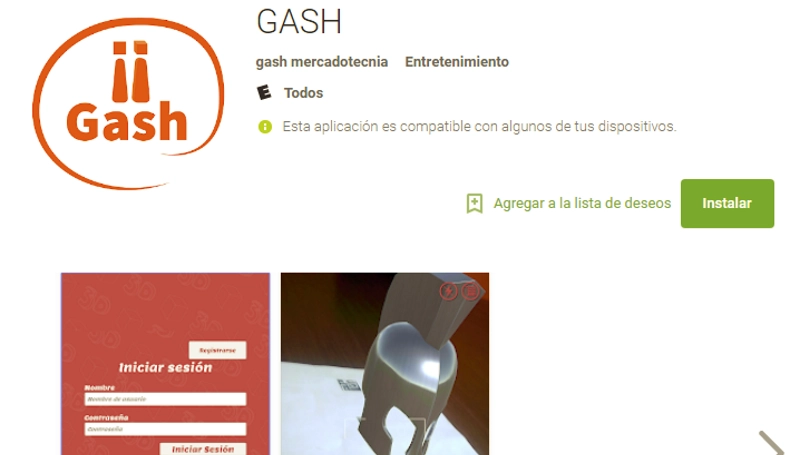 GASH
Gash
gash mercadotecnia Entretenimiento
E Todos
Esta aplicación es compatible con algunos de tus dispositivos.
Agregar a la lista de deseos Instalar
Registrarse
Iniciar sesión
Nombre
Nombre de usuario
Contraseña
Contraseña
Iniciar Sesión